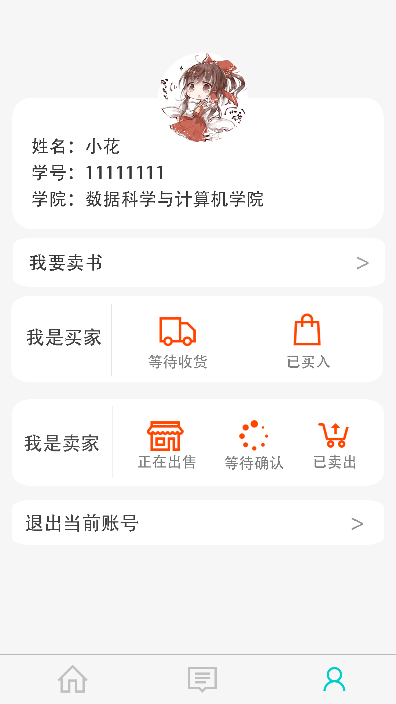 姓名：小花
学号：11111111
学院：数据科学与计算机学院
我要卖书 >
我是买家
等待收货 已买入
我是卖家
正在出售 等待确认 已卖出
退出当前账号 >